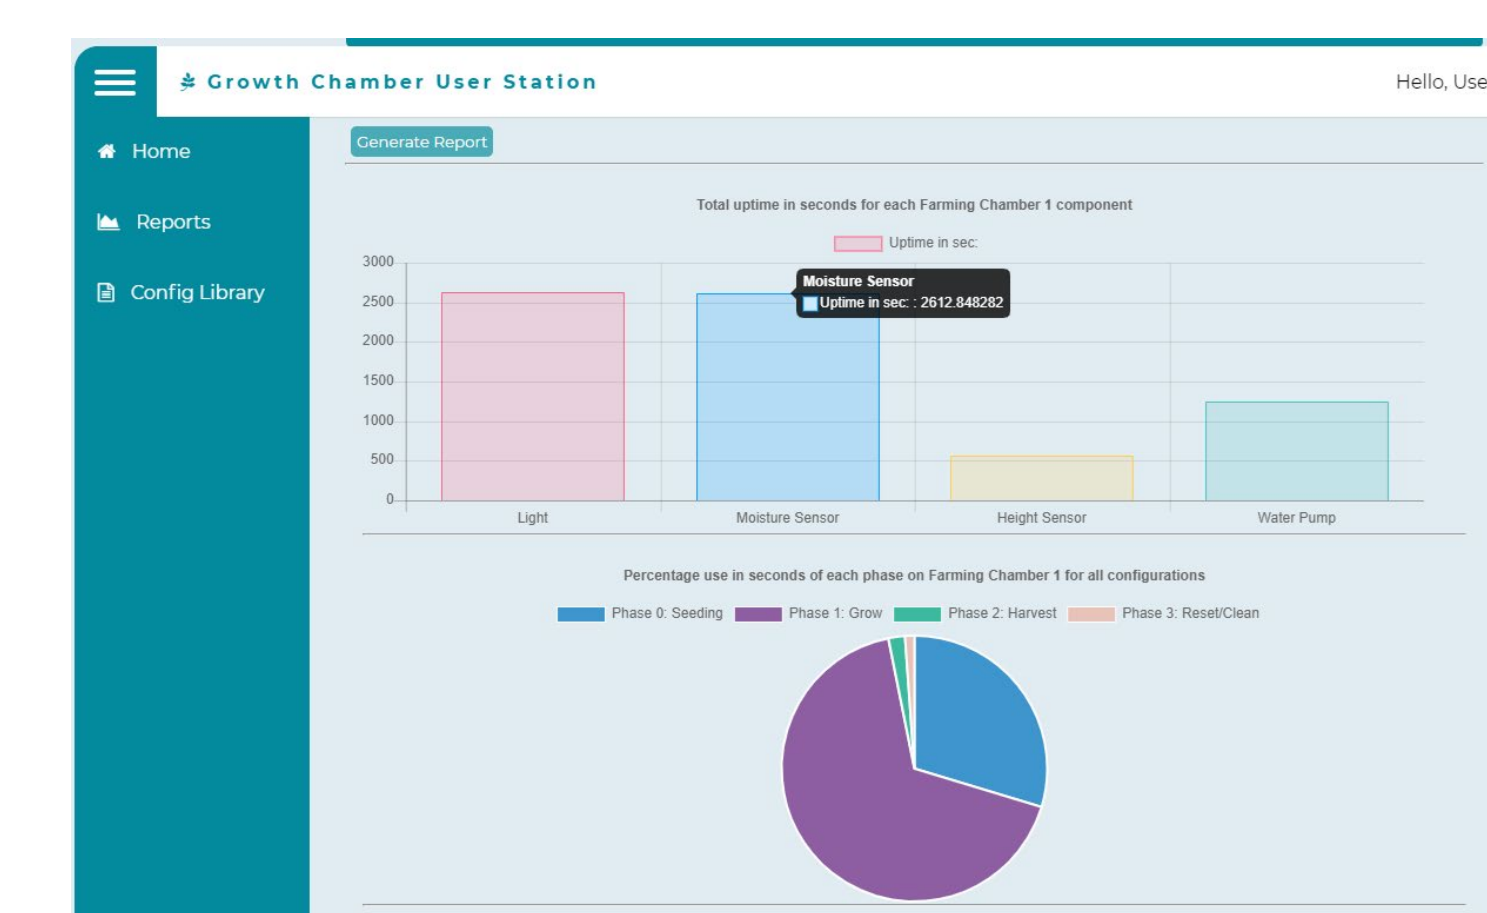 Growth Chamber User Station
Hello, Use
Home
Reports
Config Library
Generate Report
Total uptime in seconds for each Farming Chamber 1 component
Uptime in sec:
3000
2500
2000
1500
1000
500
0
Moisture Sensor
Uptime in sec: : 2612.848282
Light Moisture Sensor Height Sensor Water Pump
Percentage use in seconds of each phase on Farming Chamber 1 for all configurations
Phase 0: Seeding Phase 1: Grow Phase 2: Harvest Phase 3: Reset/Clean